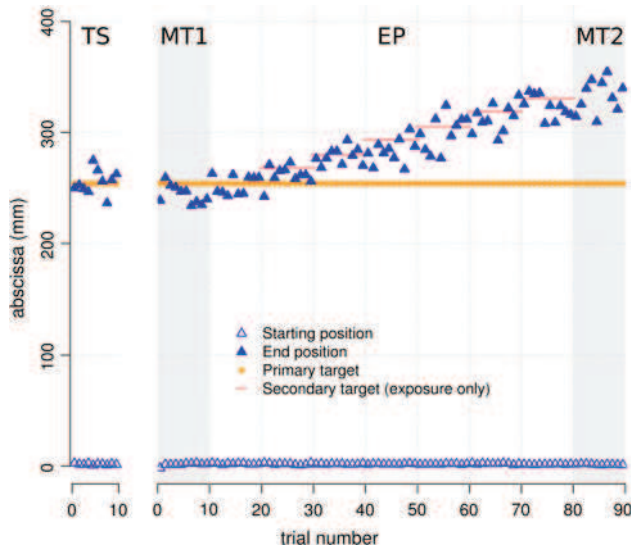 400
TS MT1 EP MT2
300
abscissa (mm)
200
Starting position
End position
Primary target
Secondary target (exposure only)
100
0
0 10 0 10 20 30 40 50 60 70 80 90
trial number